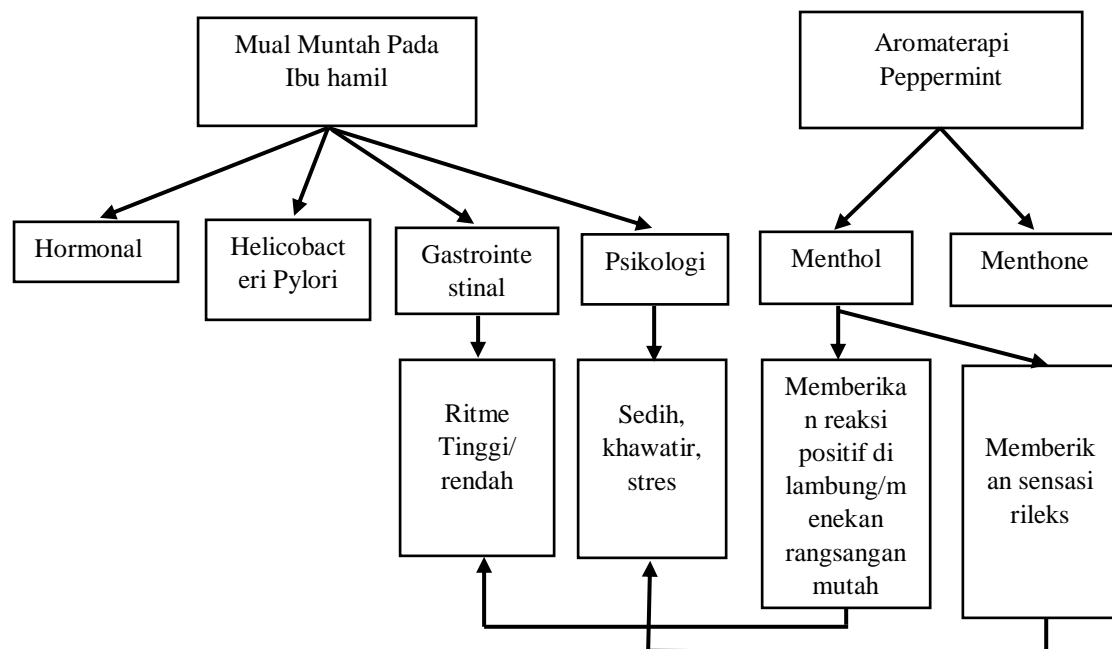 Mual Muntah Pada
Ibu hamil
Aromaterapi
Peppermint
Hormonal
Helicobact
eri Pylori
Gastrointe
stinal
Psikologi
Menthol
Menthone
Ritme
Tinggi/
rendah
Sedih,
khawatir,
stres
Memberika
n reaksi
positif di
lambung/m
enekan
rangsangan
mutah
Memberik
an sensasi
rileks